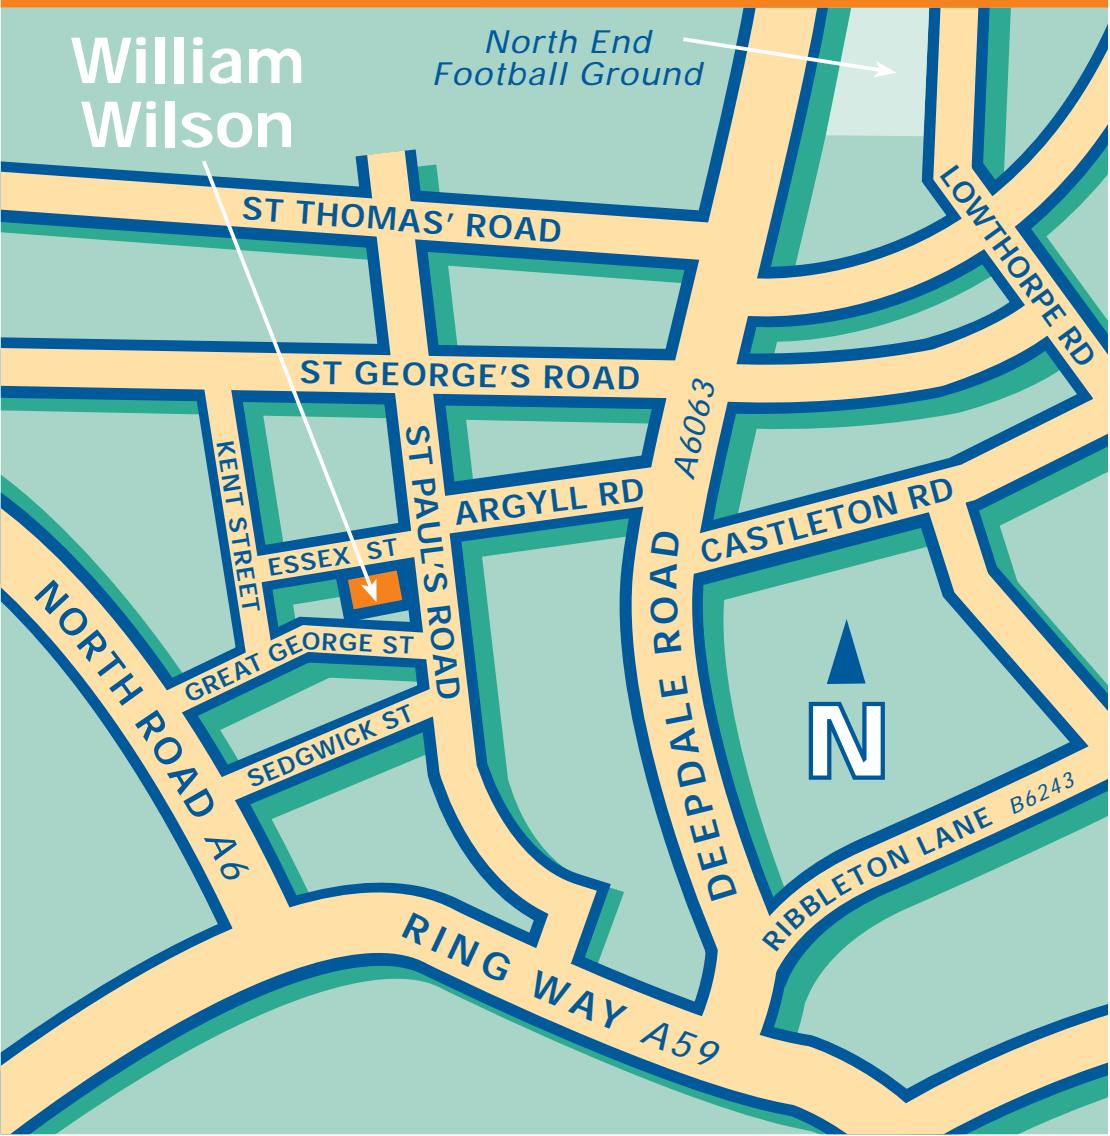 William
Wilson
North End
Football Ground
ST THOMAS’ ROAD
LOWTHORPE RD
ST GEORGE’S ROAD
A6063
KENT STREET
ST PAUL’S ROAD
ARGYLL RD
CASTLETON RD
ESSEX ST
GREAT GEORGE ST
NORTH ROAD A6
SEDGWICK ST
DEEPDALE ROAD
N
RIBBLETON LANE B6243
RING WAY A59